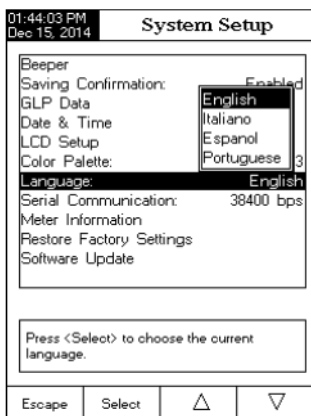 01:44:03 PM
Dec 15, 2014
System Setup
Beeper
Saving Confirmation: Enabled
GLP Data
Date & Time
LCD Setup
Color Palette: 3
Language: English
Serial Communication: 38400 bps
Meter Information
Restore Factory Settings
Software Update
English
Italiano
Espanol
Portuguese
Press <Select> to choose the current
language.
Escape Select △ ▽